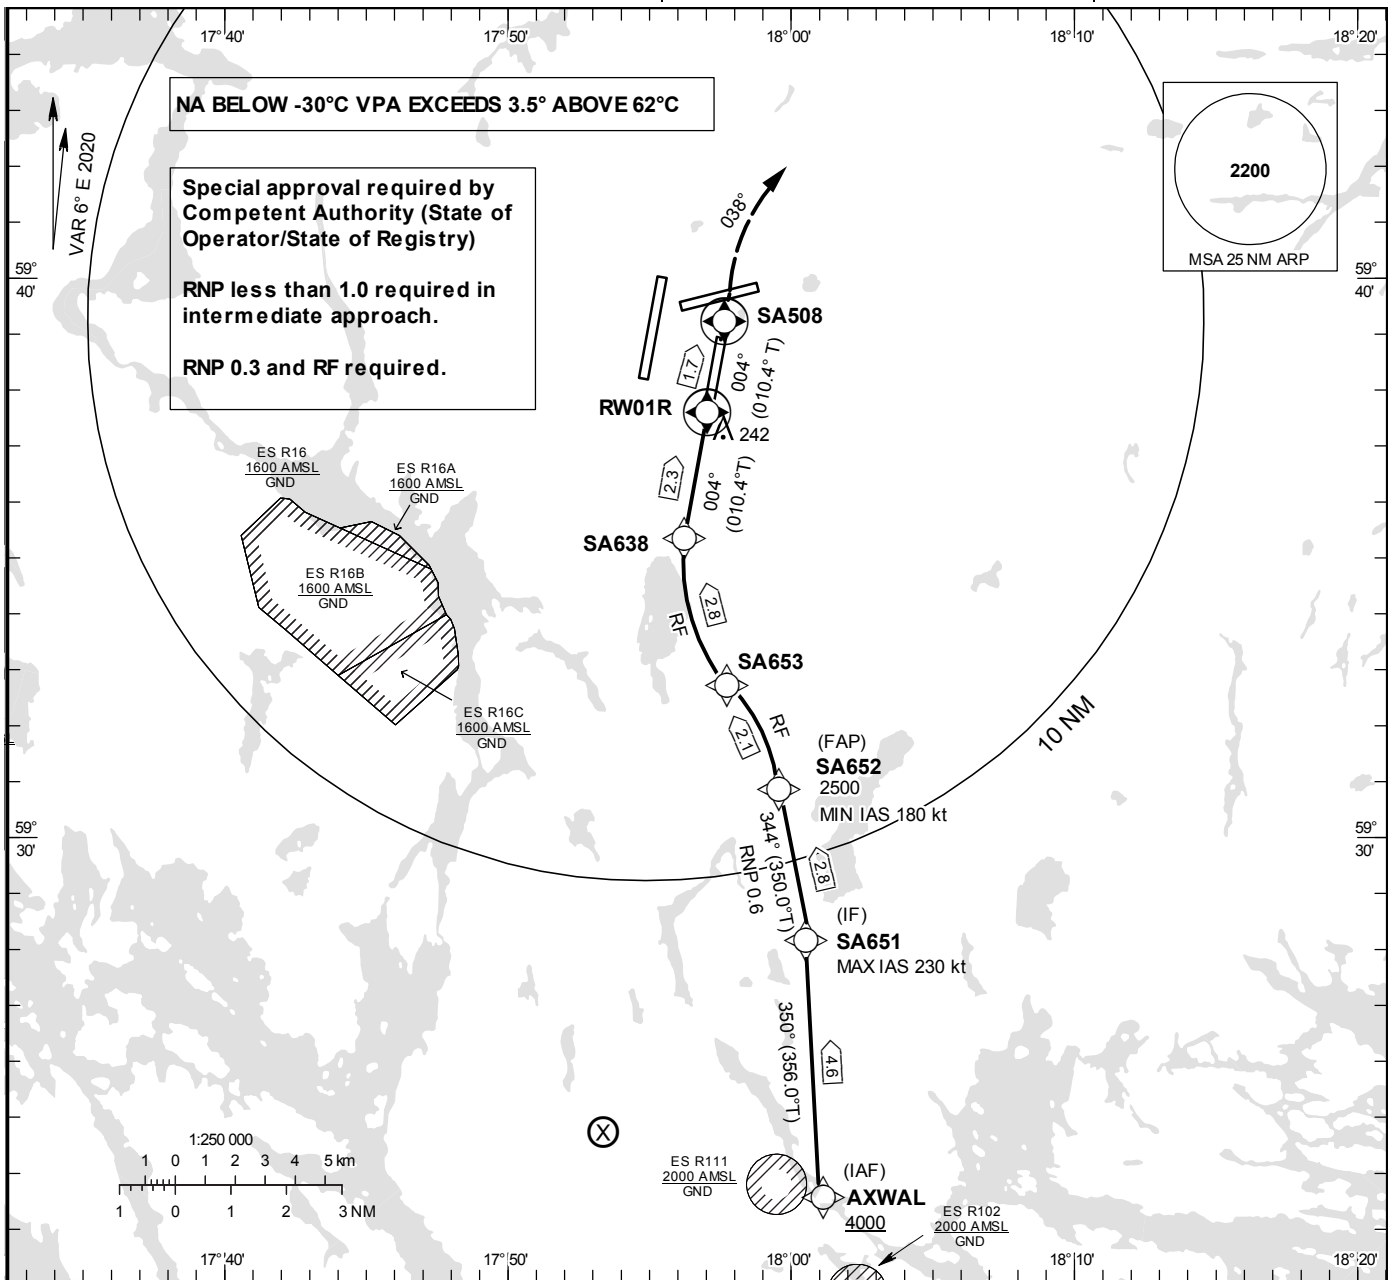 17°40'
17°50'
18°00'
18°10'
18°20'
NA BELOW -30°C VPA EXCEEDS 3.5° ABOVE 62°C
VAR 6° E 2020
Special approval required by
Competent Authority (State of
Operator/State of Registry)
RNP less than 1.0 required in
intermediate approach.
RNP 0.3 and RF required.
2200
MSA 25 NM ARP
038°
59°
40'
59°
40'
SA508
1.7
004°
(010.4°T)
RW01R
242
2.3
004°
(010.4°T)
ES R16
1600 AMSL
GND
ES R16A
1600 AMSL
GND
SA638
ES R16B
1600 AMSL
GND
2.8
RF
SA653
ES R16C
1600 AMSL
GND
RF
2.1
10 NM
(FAP)
SA652
2500
MIN IAS 180 kt
59°
30'
59°
30'
344° (350.0°T)
RNP 0.6
2.8
(IF)
SA651
MAX IAS 230 kt
350° (356.0°T)
4.6
X
1:250 000
1 0 1 2 3 4 5 km
1 0 1 2 3 NM
ES R111
2000 AMSL
GND
(IAF)
AXWAL
4000
ES R102
2000 AMSL
GND
17°40'
17°50'
18°00'
18°10'
18°20'